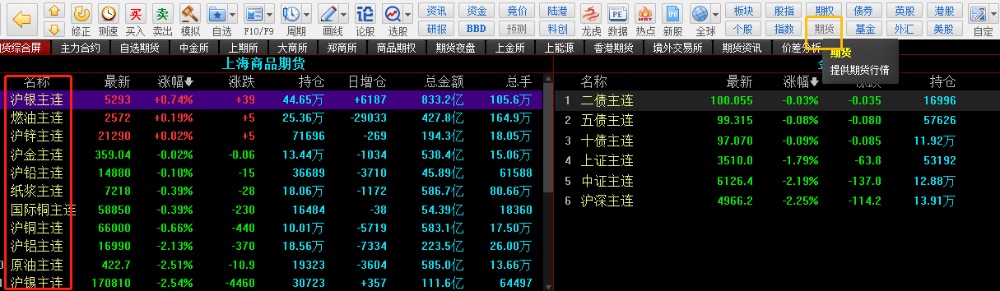 修正 测速 买入 卖出 模拟 自选 F10/F9 周期 画线 论股 选股 资讯 资金 竞价 陆港 龙虎 数据 热点 新股 全球 板块 股指 期权 债券 英股 港股 自定
买 卖 论 PE HOT IPO 研报 BBD 预测 科创 个股 指数 期货 基金 外汇 美股
货综合屏 主力合约 自选期货 中金所 上期所 大商所 郑商所 商品期权 期货夜盘 上金所 上能源 香港期货 境外交易所 期货资讯 价差分析
期货
提供期货行情
上海商品期货
名称 最新 涨幅 涨跌 持仓 日增仓 总金额 总手
沪银主连 5293 +0.74% +39 44.65万 +6187 833.2亿 105.6万
燃油主连 2572 +0.19% +5 25.36万 -29033 427.8亿 164.9万
沪锌主连 21290 +0.02% +5 71696 -269 194.3亿 18.05万
沪金主连 359.04 -0.02% -0.06 13.44万 -1034 538.4亿 15.06万
沪铅主连 14880 -0.10% -15 36689 -3710 45.89亿 61588
纸浆主连 7218 -0.39% -28 18.06万 -1172 586.7亿 80.66万
国际铜主连 58850 -0.39% -230 16484 -38 54.39亿 18360
沪铜主连 66000 -0.66% -440 10.01万 -5719 583.1亿 17.50万
沪铝主连 16990 -2.13% -370 18.56万 -7334 223.5亿 26.00万
原油主连 422.7 -2.51% -10.9 19323 -3604 585.0亿 13.66万
沪锡主连 170810 -2.54% -4460 30723 +357 111.6亿 64497
名称 最新 涨幅 涨跌 持仓
1 二债主连 100.055 -0.03% -0.035 16996
2 五债主连 99.315 -0.08% -0.080 57626
3 十债主连 97.070 -0.09% -0.085 11.92万
4 上证主连 3510.0 -1.79% -63.8 53192
5 中证主连 6126.4 -2.19% -137.0 12.88万
6 沪深主连 4966.2 -2.25% -114.2 13.91万